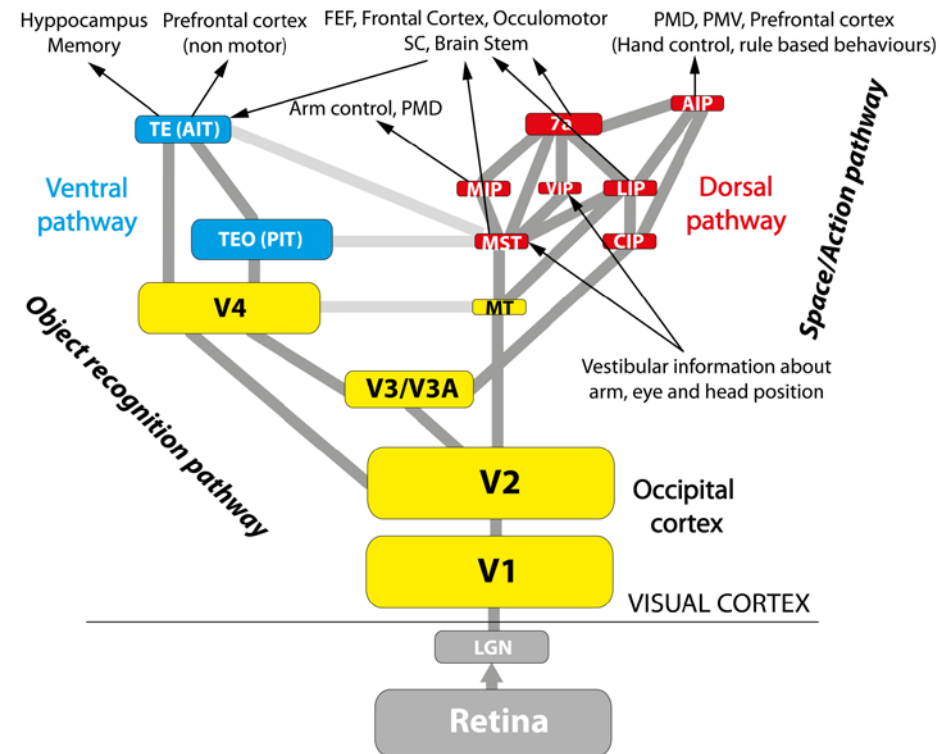 Hyppocampus
Memory
Prefrontal cortex
(non motor)
FEF, Frontal Cortex, Occulomotor
SC, Brain Stem
PMD, PMV, Prefrontal cortex
(Hand control, rule based behaviours)
Arm control, PMD
TE (AIT)
7a
AIP
Ventral
pathway
MIP
VIP
LIP
Dorsal
pathway
Space/Action pathway
TEO (PIT)
MST
CIP
V4
MT
Object recognition pathway
Vestibular information about
arm, eye and head position
V3/V3A
V2
Occipital
cortex
V1
VISUAL CORTEX
LGN
Retina